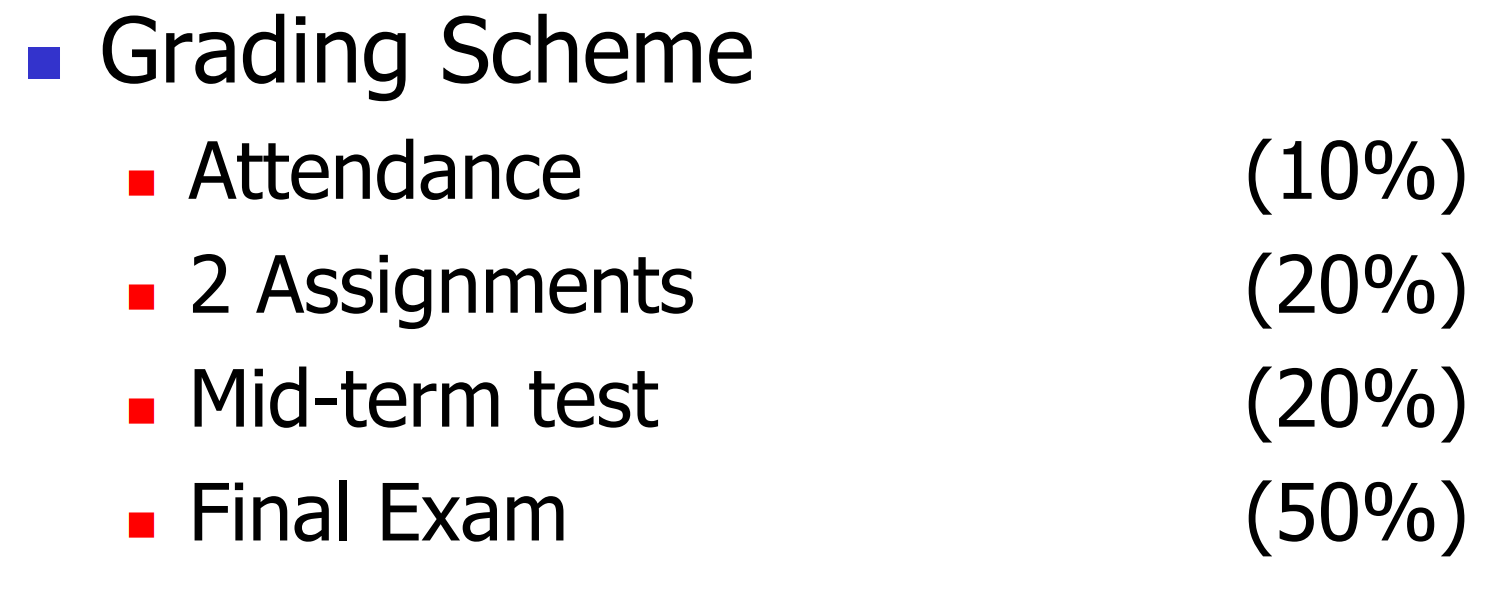 Grading Scheme
Attendance (10%)
2 Assignments (20%)
Mid-term test (20%)
Final Exam (50%)